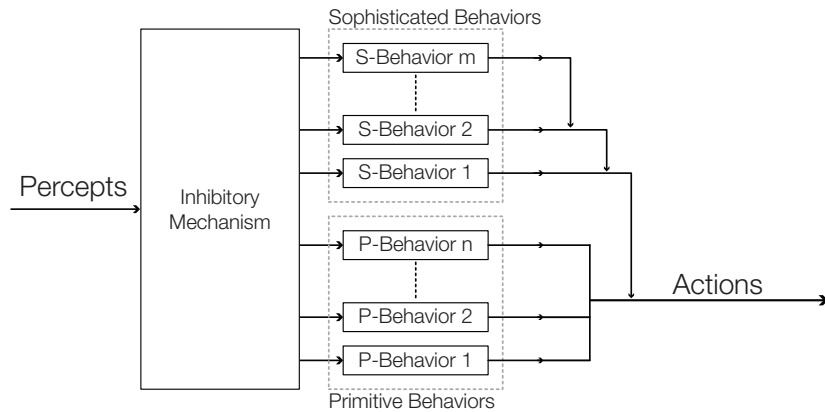 Sophisticated Behaviors
S-Behavior m
S-Behavior 2
S-Behavior 1
Percepts
Inhibitory
Mechanism
P-Behavior n
Actions
P-Behavior 2
P-Behavior 1
Primitive Behaviors